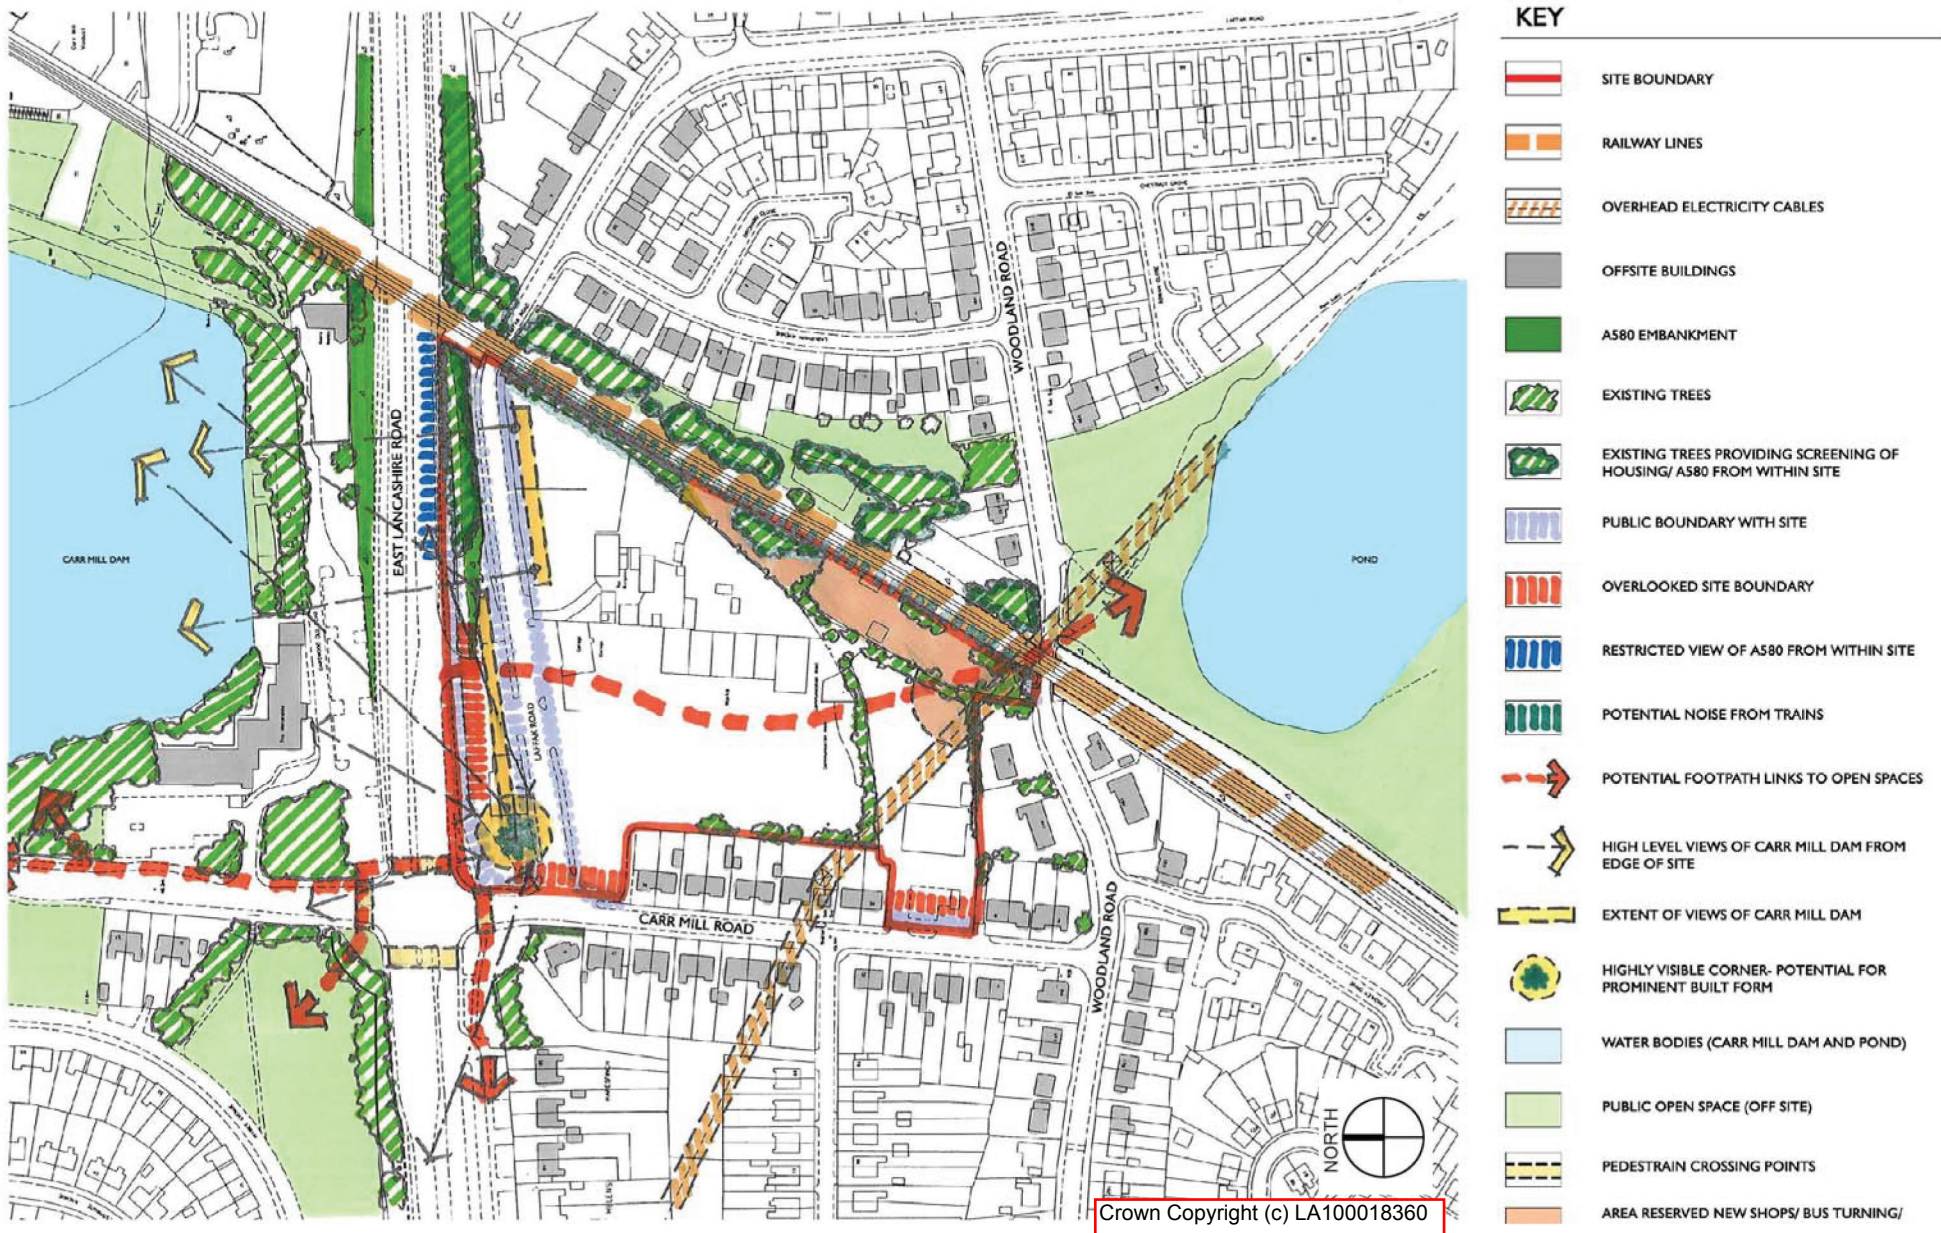 KEY
SITE BOUNDARY
RAILWAY LINES
OVERHEAD ELECTRICITY CABLES
OFFSITE BUILDINGS
A580 EMBANKMENT
EXISTING TREES
EXISTING TREES PROVIDING SCREENING OF
HOUSING/ A580 FROM WITHIN SITE
PUBLIC BOUNDARY WITH SITE
OVERLOOKED SITE BOUNDARY
RESTRICTED VIEW OF A580 FROM WITHIN SITE
POTENTIAL NOISE FROM TRAINS
POTENTIAL FOOTPATH LINKS TO OPEN SPACES
HIGH LEVEL VIEWS OF CARR MILL DAM FROM
EDGE OF SITE
EXTENT OF VIEWS OF CARR MILL DAM
HIGHLY VISIBLE CORNER- POTENTIAL FOR
PROMINENT BUILT FORM
WATER BODIES (CARR MILL DAM AND POND)
PUBLIC OPEN SPACE (OFF SITE)
PEDESTRAIN CROSSING POINTS
AREA RESERVED NEW SHOPS/ BUS TURNING/
LAFFAK ROAD
CHESTNUT GROVE
WOODLAND ROAD
EAST LANCASHIRE ROAD
CARR MILL DAM
POND
LAFFAK ROAD
CARR MILL ROAD
WOODLAND ROAD
NORTH
Crown Copyright (c) LA100018360